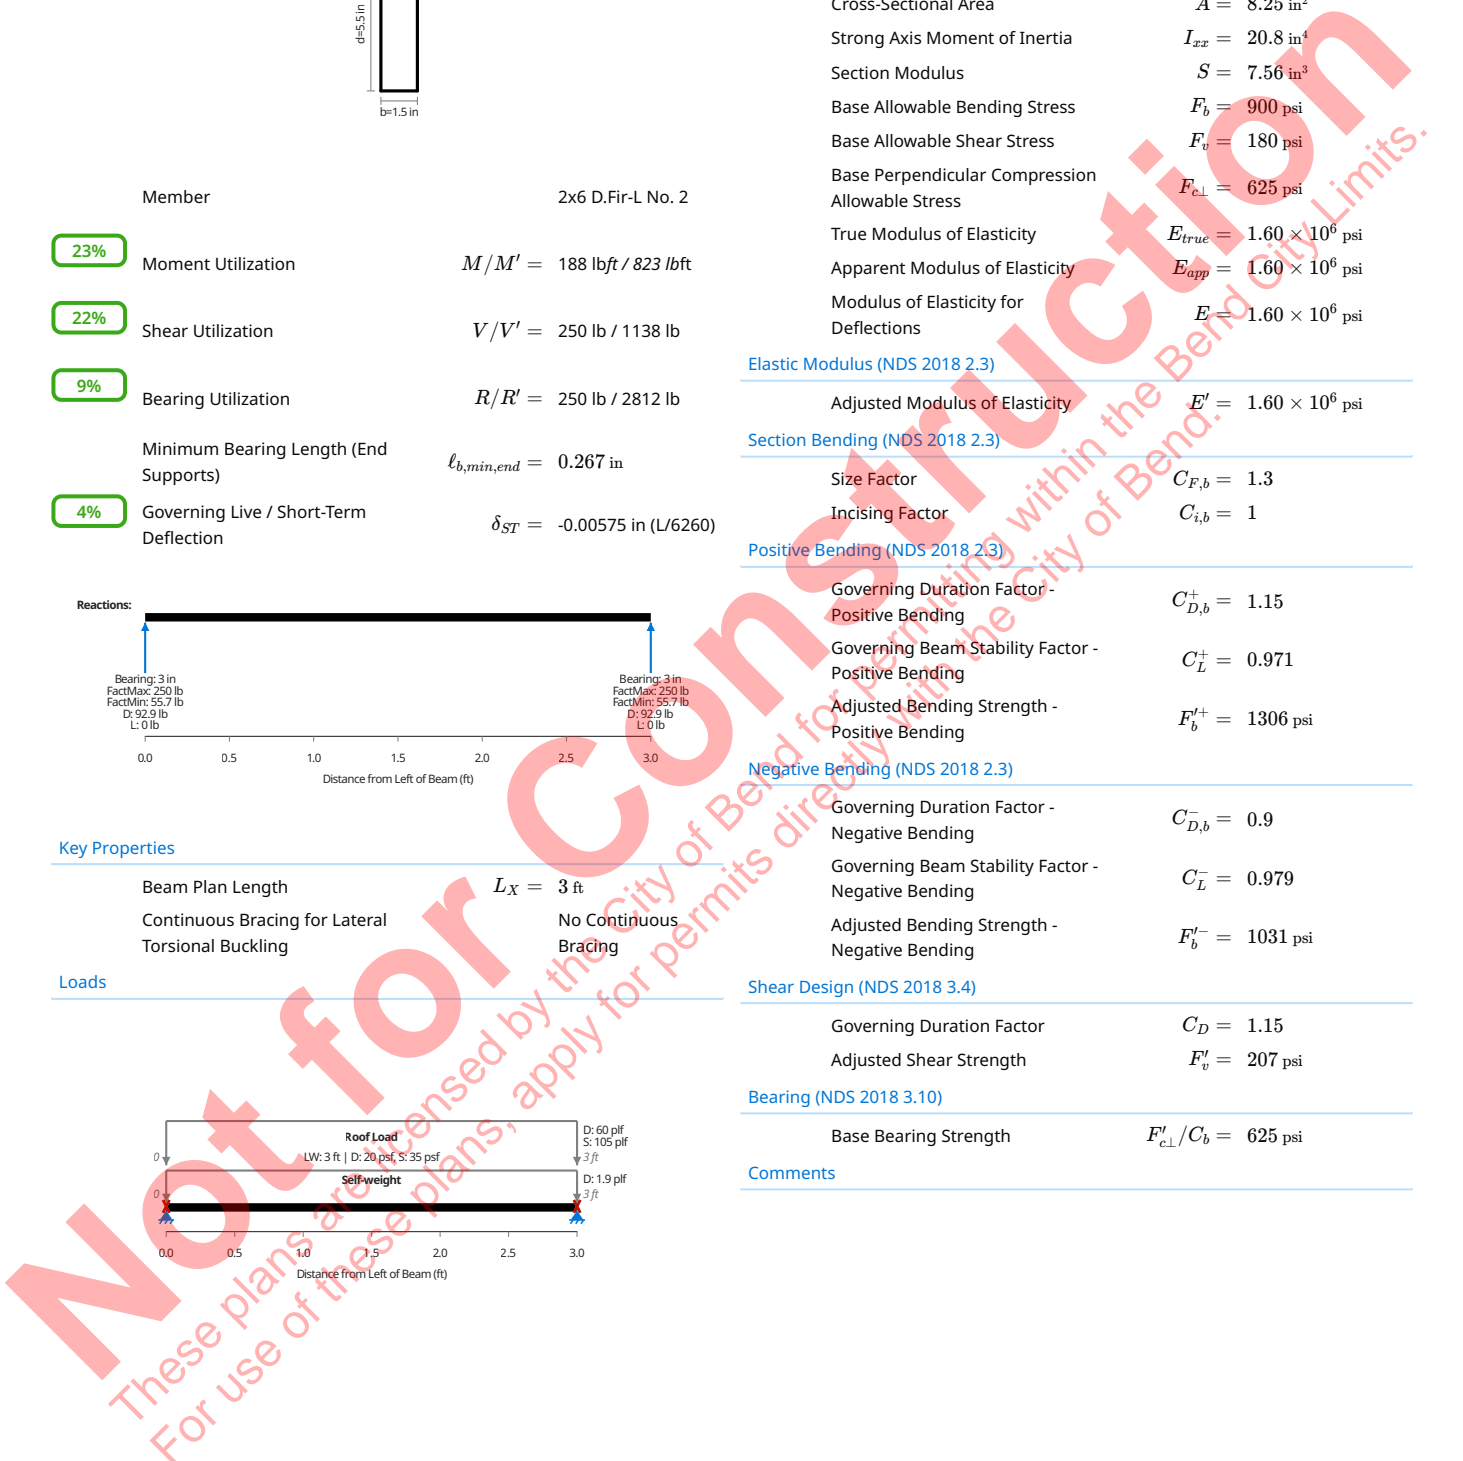 d=5.5 in
b=1.5 in
Member 2x6 D.Fir-L No. 2
23%
Moment Utilization M/M′ = 188 lbft / 823 lbft
22%
Shear Utilization V/V′ = 250 lb / 1138 lb
9%
Bearing Utilization R/R′ = 250 lb / 2812 lb
Minimum Bearing Length (End
Supports) ℓb,min,end = 0.267 in
4%
Governing Live / Short-Term
Deflection δST = -0.00575 in (L/6260)
Reactions:
Bearing: 3 in
FactMax: 250 lb
FactMin: 55.7 lb
D: 92.9 lb
L: 0 lb
Bearing: 3 in
FactMax: 250 lb
FactMin: 55.7 lb
D: 92.9 lb
L: 0 lb
0.0 0.5 1.0 1.5 2.0 2.5 3.0
Distance from Left of Beam (ft)
Key Properties
Beam Plan Length LX = 3 ft
Continuous Bracing for Lateral
Torsional Buckling
No Continuous
Bracing
Loads
Roof Load
LW: 3 ft | D: 20 psf, S: 35 psf
0
D: 60 plf
S: 105 plf
3 ft
Self-weight
0
D: 1.9 plf
3 ft
0.0 0.5 1.0 1.5 2.0 2.5 3.0
Distance from Left of Beam (ft)
Cross-Sectional Area A = 8.25 in²
Strong Axis Moment of Inertia Ixx = 20.8 in⁴
Section Modulus S = 7.56 in³
Base Allowable Bending Stress Fb = 900 psi
Base Allowable Shear Stress Fv = 180 psi
Base Perpendicular Compression
Allowable Stress Fc⊥ = 625 psi
True Modulus of Elasticity Etrue = 1.60 × 10⁶ psi
Apparent Modulus of Elasticity Eapp = 1.60 × 10⁶ psi
Modulus of Elasticity for
Deflections E = 1.60 × 10⁶ psi
Elastic Modulus (NDS 2018 2.3)
Adjusted Modulus of Elasticity E′ = 1.60 × 10⁶ psi
Section Bending (NDS 2018 2.3)
Size Factor CF,b = 1.3
Incising Factor Ci,b = 1
Positive Bending (NDS 2018 2.3)
Governing Duration Factor -
Positive Bending C⁺D,b = 1.15
Governing Beam Stability Factor -
Positive Bending C⁺L = 0.971
Adjusted Bending Strength -
Positive Bending F′⁺b = 1306 psi
Negative Bending (NDS 2018 2.3)
Governing Duration Factor -
Negative Bending C⁻D,b = 0.9
Governing Beam Stability Factor -
Negative Bending C⁻L = 0.979
Adjusted Bending Strength -
Negative Bending F′⁻b = 1031 psi
Shear Design (NDS 2018 3.4)
Governing Duration Factor CD = 1.15
Adjusted Shear Strength F′v = 207 psi
Bearing (NDS 2018 3.10)
Base Bearing Strength F′c⊥/Cb = 625 psi
Comments
Not for Construction
These plans are licensed by the City of Bend for permitting within the Bend City Limits.
For use of these plans, apply for permits directly with the City of Bend.